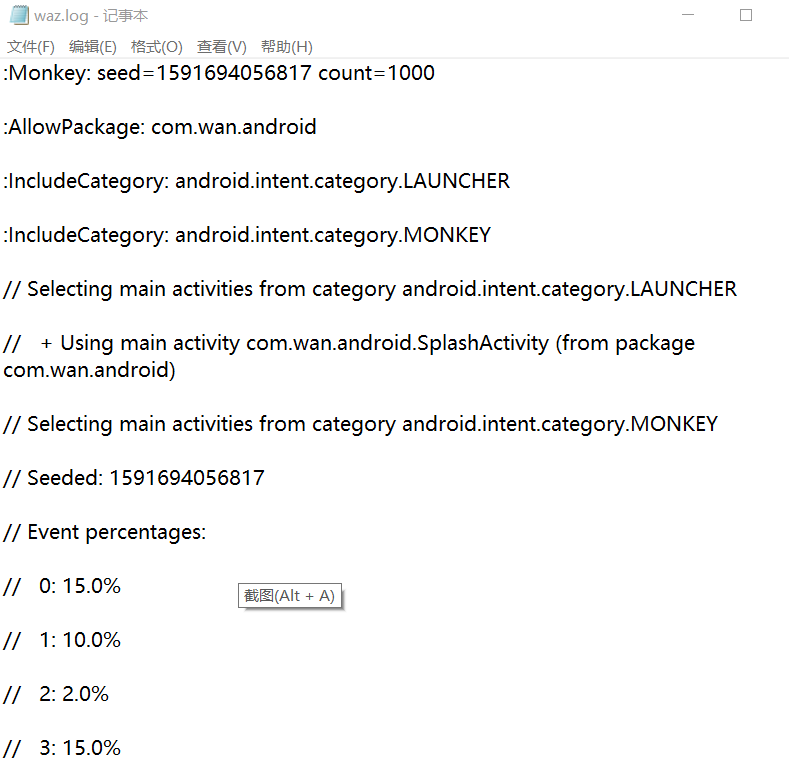 waz.log - 记事本
文件(F) 编辑(E) 格式(O) 查看(V) 帮助(H)
:Monkey: seed=1591694056817 count=1000
:AllowPackage: com.wan.android
:IncludeCategory: android.intent.category.LAUNCHER
:IncludeCategory: android.intent.category.MONKEY
// Selecting main activities from category android.intent.category.LAUNCHER
//   + Using main activity com.wan.android.SplashActivity (from package
com.wan.android)
// Selecting main activities from category android.intent.category.MONKEY
// Seeded: 1591694056817
// Event percentages:
//   0: 15.0%
截图(Alt + A)
//   1: 10.0%
//   2: 2.0%
//   3: 15.0%